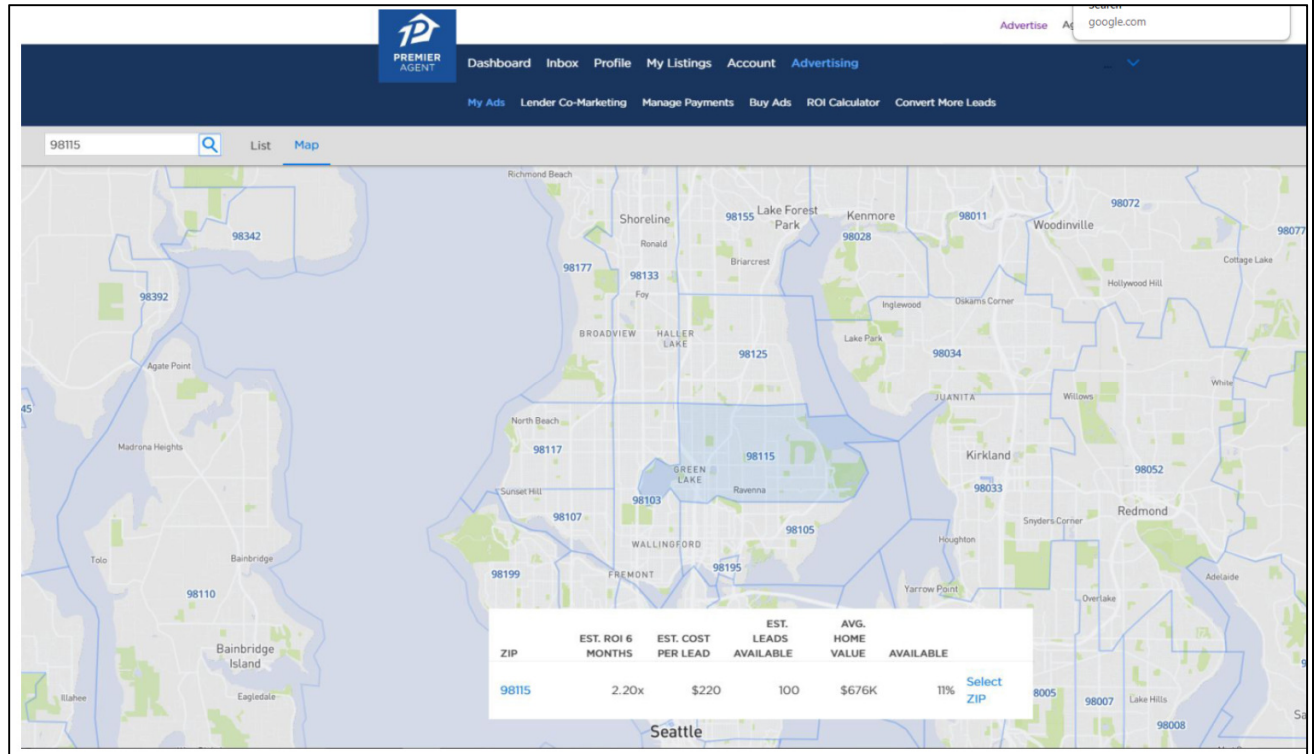 Search
google.com
Advertise
PREMIER
AGENT
Dashboard Inbox Profile My Listings Account Advertising
My Ads Lender Co-Marketing Manage Payments Buy Ads ROI Calculator Convert More Leads
98115 List Map
Richmond Beach
Shoreline
98155
Lake Forest
Park
Kenmore
98011
98072
Woodinville
98077
98342
Ronald
98028
98177
98133
Briarcrest
Cottage Lake
98392
Foy
Hollywood Hill
Inglewood
Oskams Corner
BROADVIEW
HALLER
LAKE
Lake Park
98125
98034
Agate Point
White
JUANITA
Willows
45
North Beach
Madrona Heights
98117
98115
Kirkland
GREEN
LAKE
98052
Sunset Hill
Ravenna
98033
98103
98107
Snyders Corner
Redmond
98105
WALLINGFORD
Houghton
Tolo
Bainbridge
98199
FREMONT
98195
Adelaide
98110
Yarrow Point
Overlake
Bainbridge
Island
Illahee
Eagledale
ZIP EST. ROI 6 MONTHS EST. COST PER LEAD EST. LEADS AVAILABLE AVG. HOME VALUE AVAILABLE
98115 2.20x $220 100 $676K 11% Select ZIP
8005
98007
Lake Hills
98008
Seattle